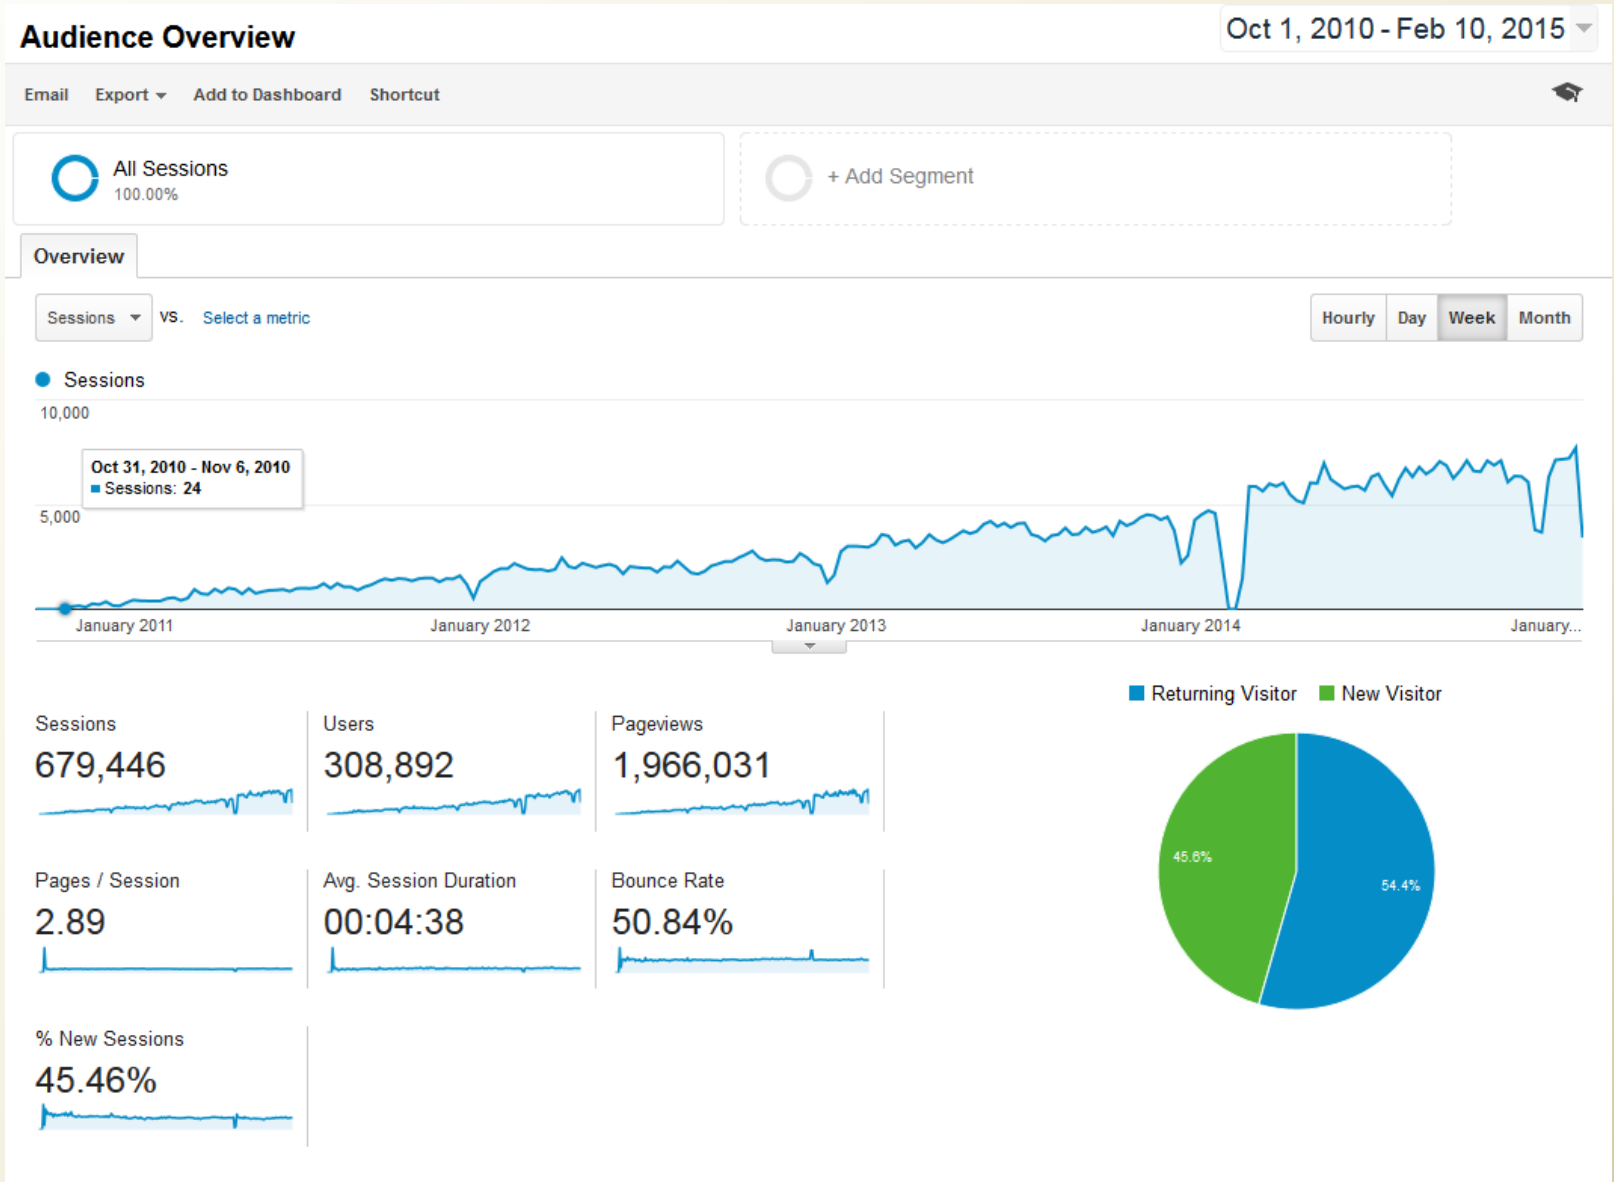 Audience Overview
Oct 1, 2010 - Feb 10, 2015
Email Export Add to Dashboard Shortcut
All Sessions
100.00%
+ Add Segment
Overview
Sessions VS. Select a metric
Hourly Day Week Month
Sessions
10,000
Oct 31, 2010 - Nov 6, 2010
Sessions: 24
5,000
January 2011 January 2012 January 2013 January 2014 January...
Returning Visitor New Visitor
Sessions
679,446
Users
308,892
Pageviews
1,966,031
45.6%
54.4%
Pages / Session
2.89
Avg. Session Duration
00:04:38
Bounce Rate
50.84%
% New Sessions
45.46%